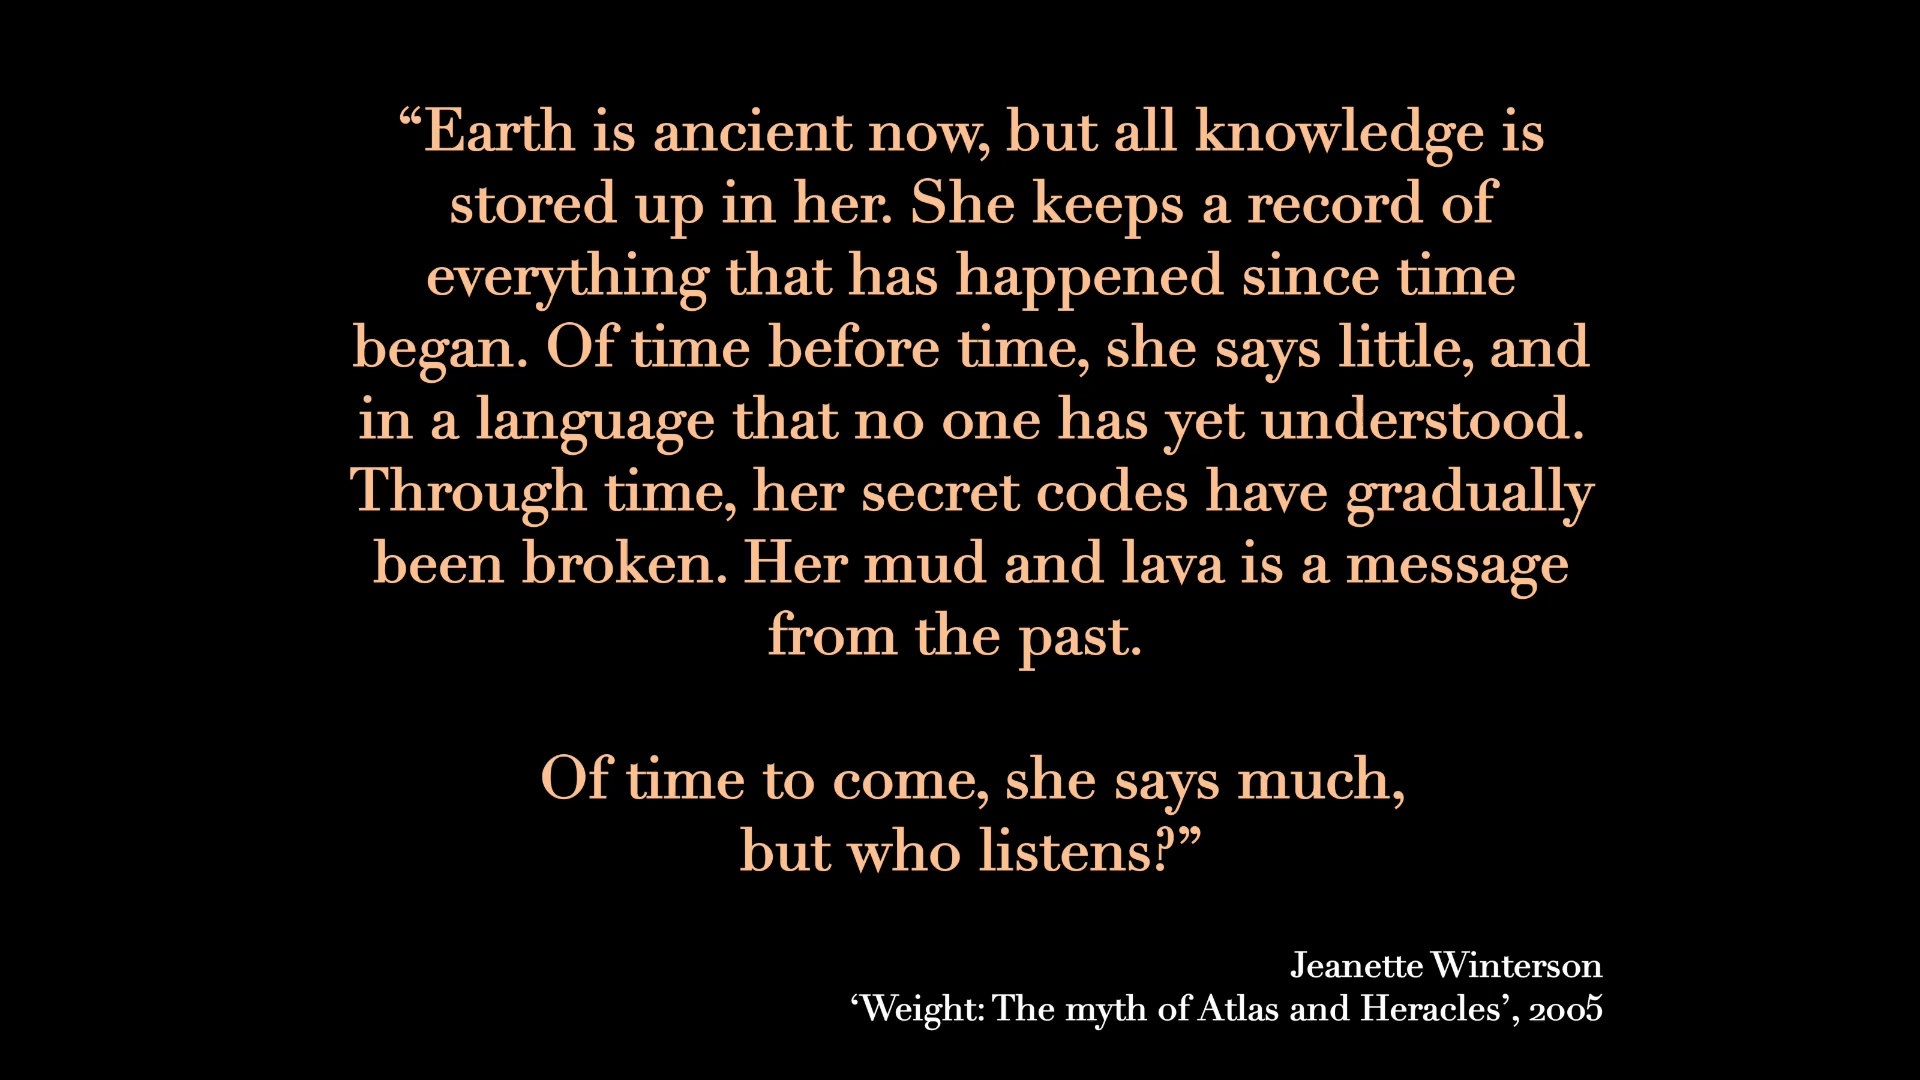 “Earth is ancient now, but all knowledge is
stored up in her. She keeps a record of
everything that has happened since time
began. Of time before time, she says little, and
in a language that no one has yet understood.
Through time, her secret codes have gradually
been broken. Her mud and lava is a message
from the past.
Of time to come, she says much,
but who listens?”
Jeanette Winterson
‘Weight: The myth of Atlas and Heracles’, 2005